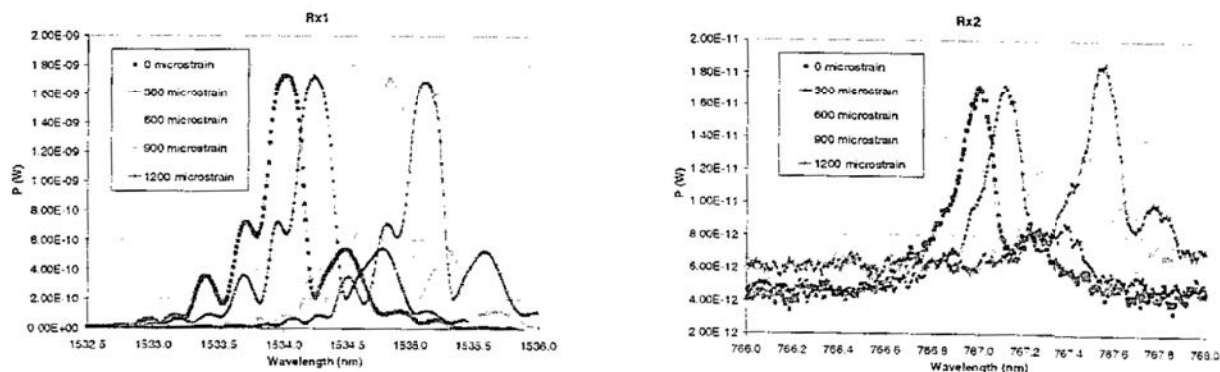 Rx1
2.00E-09
1.80E-09
1.60E-09
1.40E-09
1.20E-09
1.00E-09
8.00E-10
6.00E-10
4.00E-10
2.00E-10
0.00E+00
P (W)
0 microstrain
300 microstrain
600 microstrain
900 microstrain
1200 microstrain
1532.5 1533.0 1533.5 1534.0 1534.5 1535.0 1535.5 1536.0
Wavelength (nm)
Rx2
2.00E-11
1.80E-11
1.60E-11
1.40E-11
1.20E-11
1.00E-11
8.00E-12
6.00E-12
4.00E-12
2.00E-12
P (W)
0 microstrain
300 microstrain
600 microstrain
900 microstrain
1200 microstrain
766.0 766.2 766.4 766.6 766.8 767.0 767.2 767.4 767.6 767.8 768.0
Wavelength (nm)